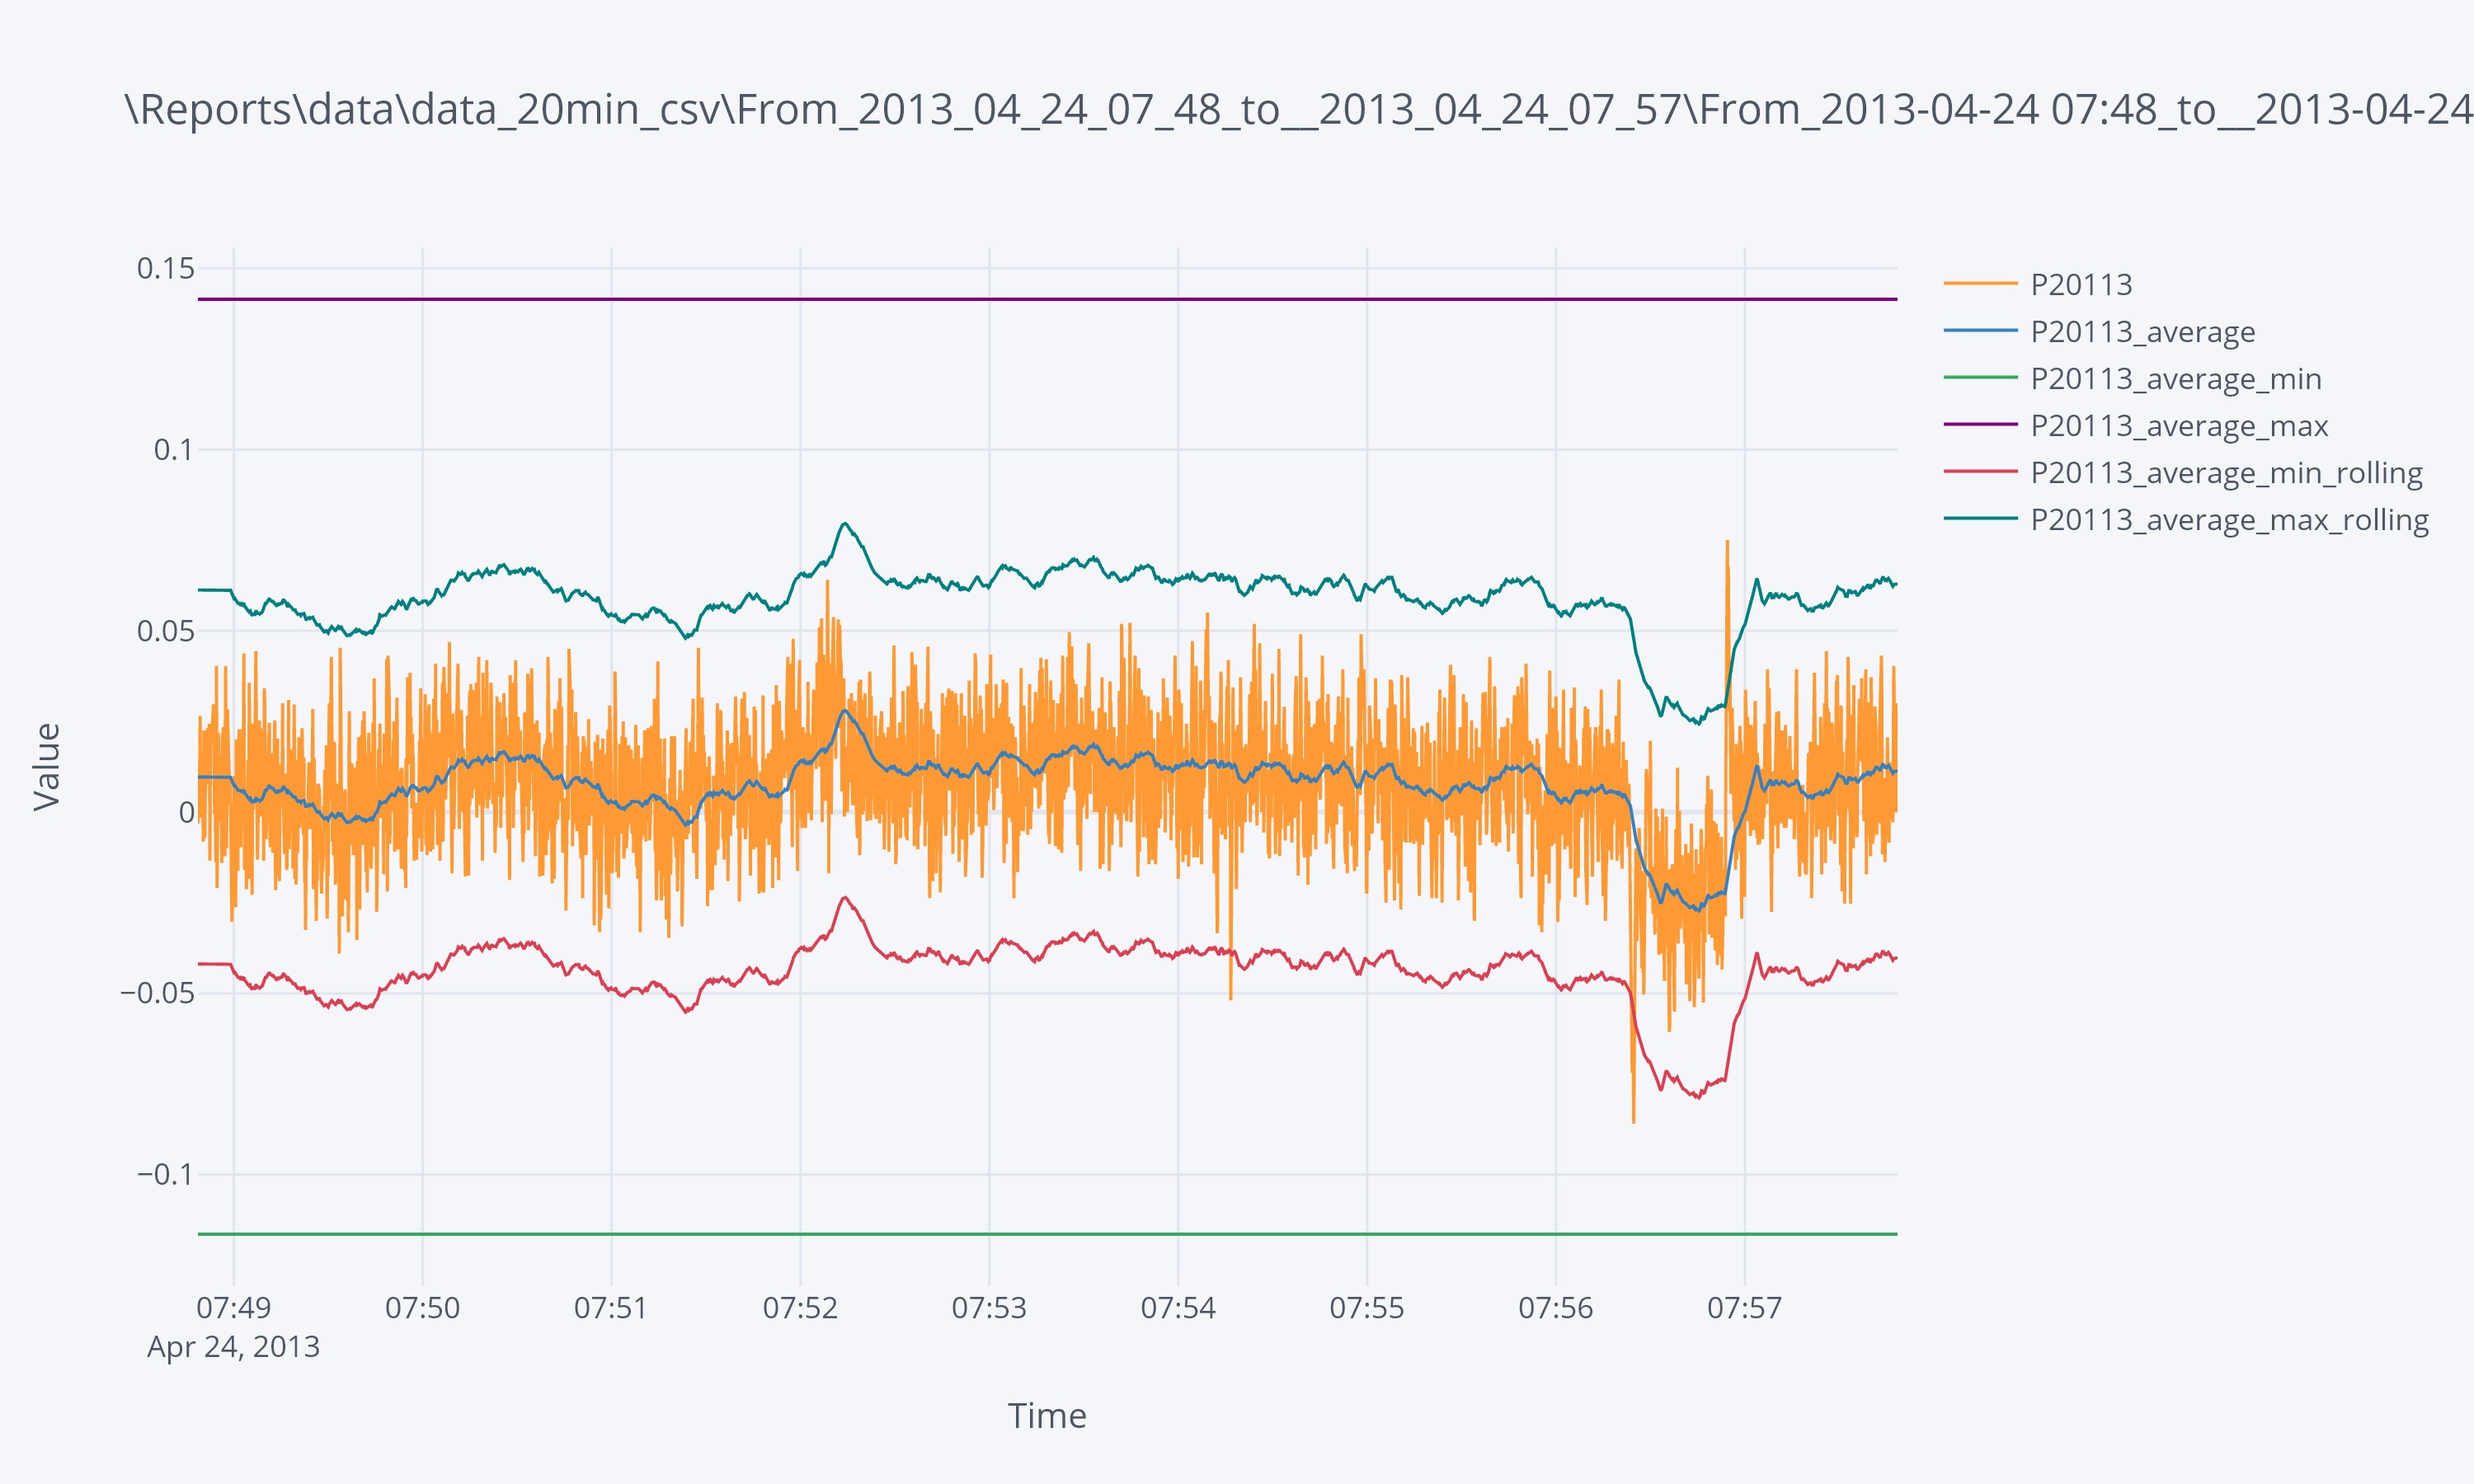 \Reports\data\data_20min_csv\From_2013_04_24_07_48_to__2013_04_24_07_57\From_2013-04-24 07:48_to__2013-04-24
0.15
0.1
0.05
0
−0.05
−0.1
Value
07:49
Apr 24, 2013
07:50
07:51
07:52
07:53
07:54
07:55
07:56
07:57
Time
P20113
P20113_average
P20113_average_min
P20113_average_max
P20113_average_min_rolling
P20113_average_max_rolling